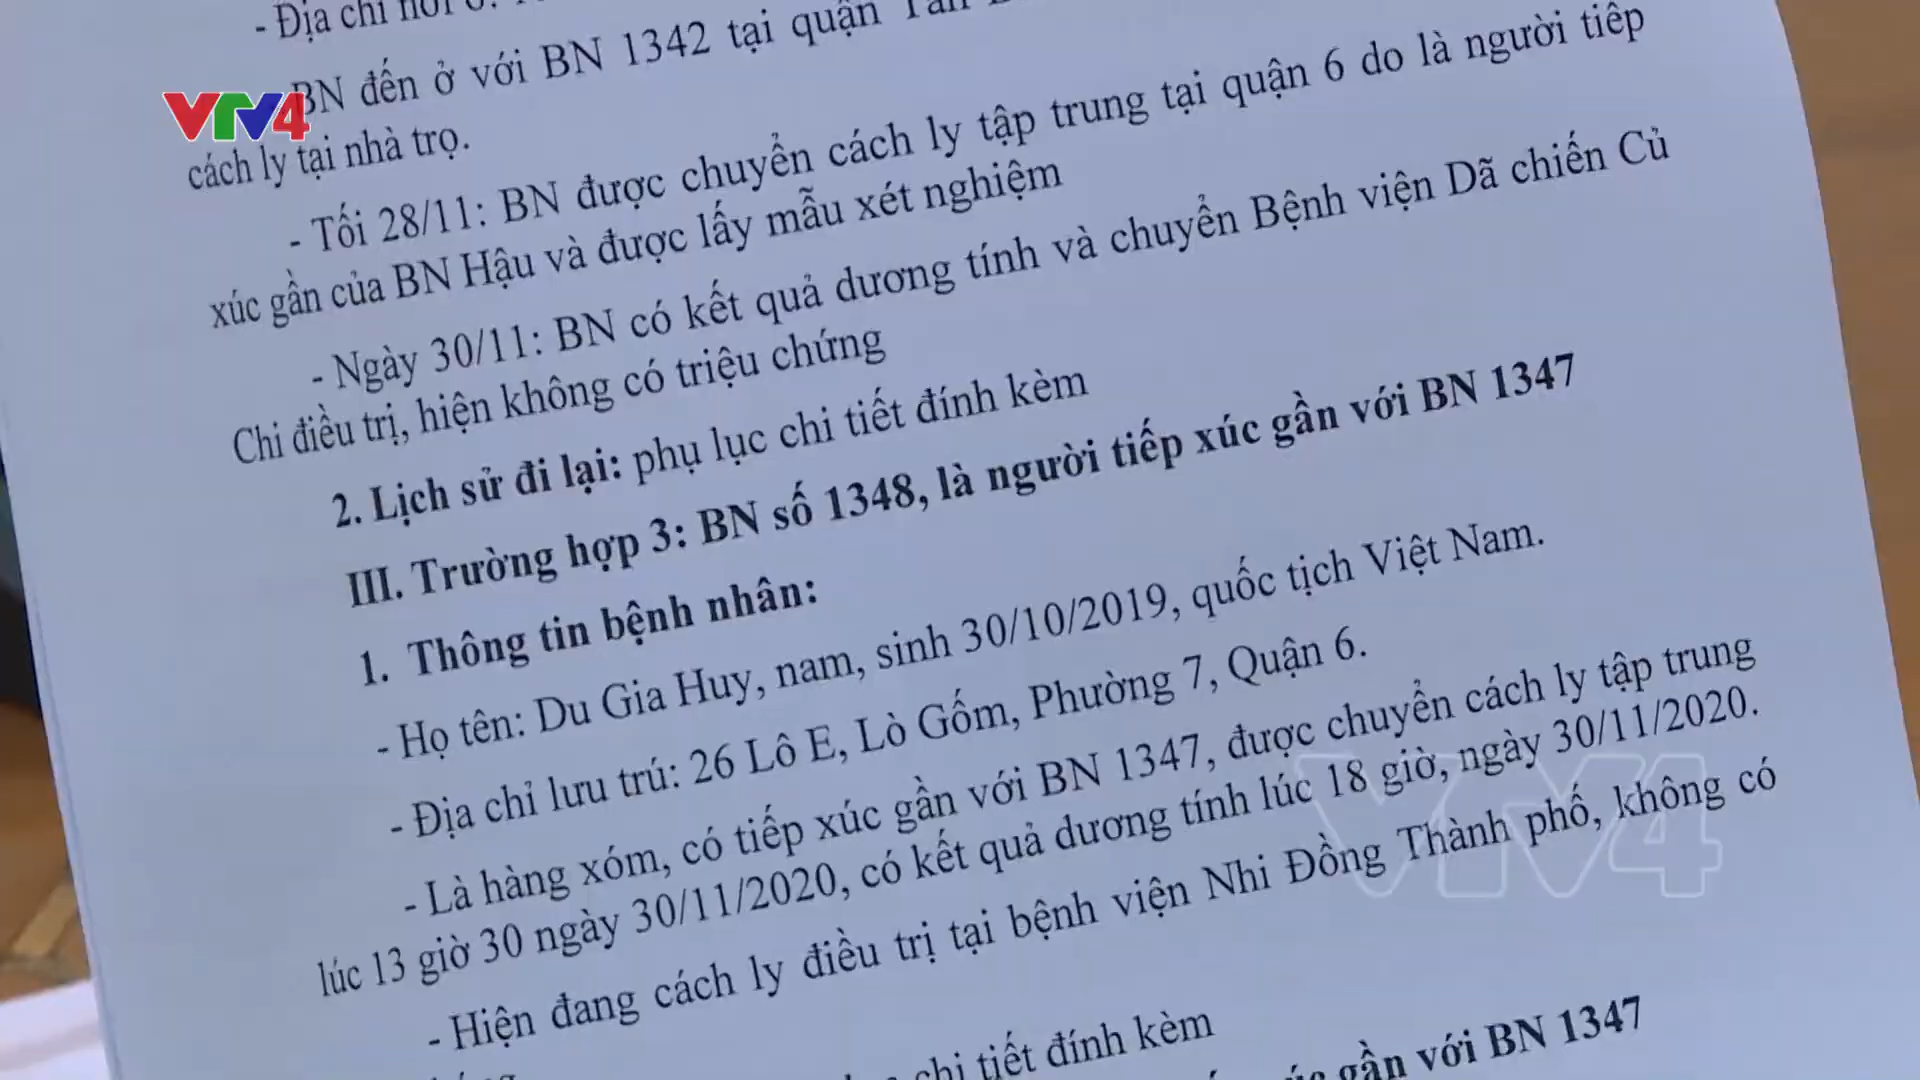 - Địa chỉ nơi ở:
VTV4
BN đến ở với BN 1342 tại quận Tân
cách ly tại nhà trọ.
- Tối 28/11: BN được chuyển cách ly tập trung tại quận 6 do là người tiếp
xúc gần của BN Hậu và được lấy mẫu xét nghiệm
- Ngày 30/11: BN có kết quả dương tính và chuyển Bệnh viện Dã chiến Củ
Chi điều trị, hiện không có triệu chứng
2. Lịch sử đi lại: phụ lục chi tiết đính kèm
III. Trường hợp 3: BN số 1348, là người tiếp xúc gần với BN 1347
1. Thông tin bệnh nhân:
- Họ tên: Du Gia Huy, nam, sinh 30/10/2019, quốc tịch Việt Nam.
- Địa chỉ lưu trú: 26 Lô E, Lò Gốm, Phường 7, Quận 6.
- Là hàng xóm, có tiếp xúc gần với BN 1347, được chuyển cách ly tập trung
lúc 13 giờ 30 ngày 30/11/2020, có kết quả dương tính lúc 18 giờ, ngày 30/11/2020.
VTV4
- Hiện đang cách ly điều trị tại bệnh viện Nhi Đồng Thành phố, không có
chi tiết đính kèm
gần với BN 1347